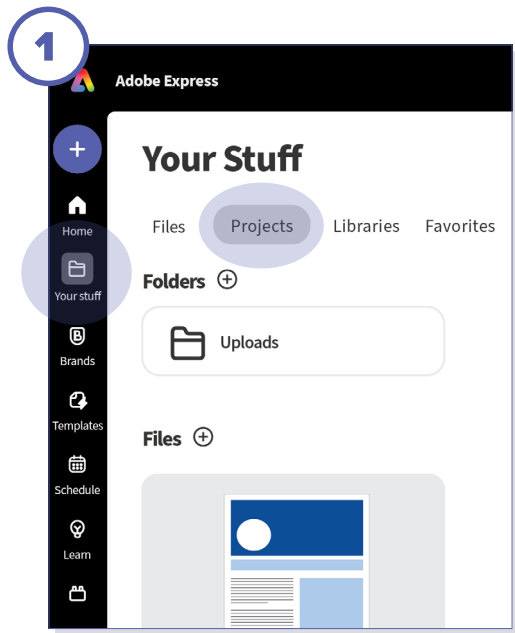 1
Adobe Express
Your Stuff
Files Projects Libraries Favorites
Home
Your stuff
Brands
Templates
Schedule
Learn
Folders
Uploads
Files